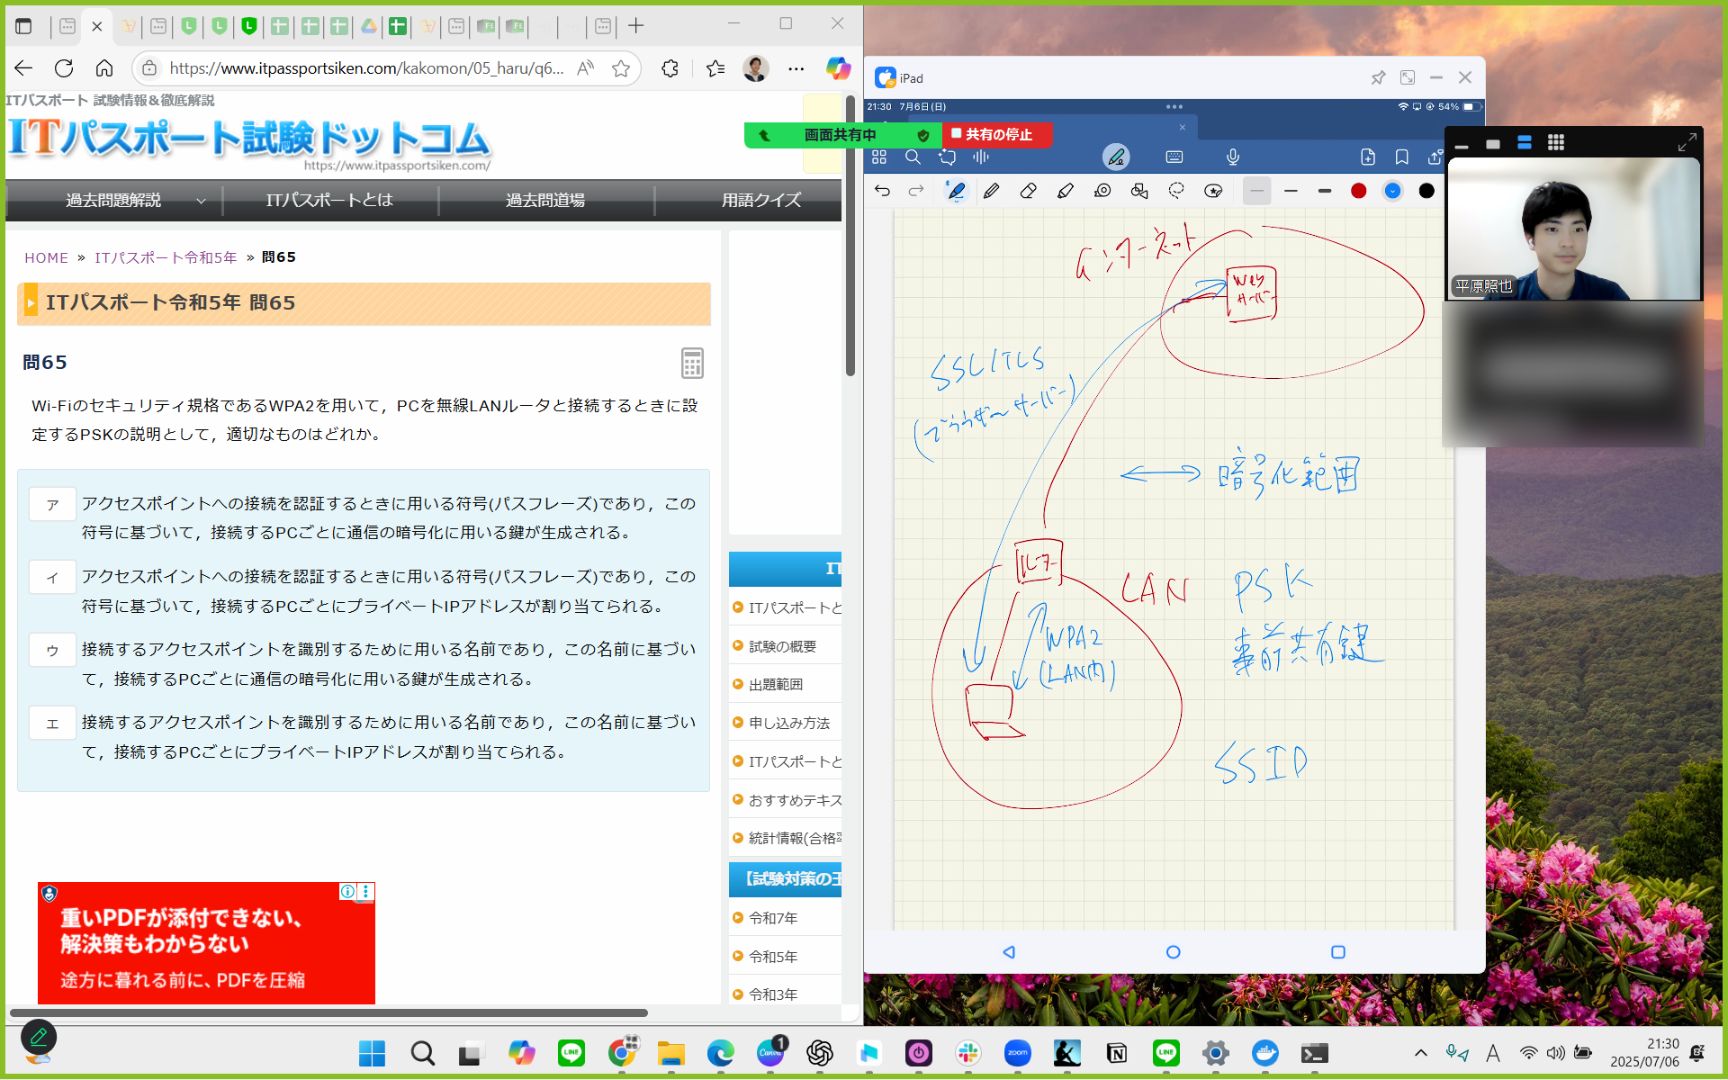 https://www.itpassportsiken.com/kakomon/05_haru/q6...
ITパスポート 試験情報＆徹底解説
ITパスポート試験ドットコム
https://www.itpassportsiken.com/
過去問題解説
ITパスポートとは
過去問道場
用語クイズ
HOME » ITパスポート令和5年 » 問65
ITパスポート令和5年 問65
問65
Wi-Fiのセキュリティ規格であるWPA2を用いて，PCを無線LANルータと接続するときに設
定するPSKの説明として，適切なものはどれか。
ア
アクセスポイントへの接続を認証するときに用いる符号(パスフレーズ)であり，この
符号に基づいて，接続するPCごとに通信の暗号化に用いる鍵が生成される。
イ
アクセスポイントへの接続を認証するときに用いる符号(パスフレーズ)であり，この
符号に基づいて，接続するPCごとにプライベートIPアドレスが割り当てられる。
ウ
接続するアクセスポイントを識別するために用いる名前であり，この名前に基づい
て，接続するPCごとに通信の暗号化に用いる鍵が生成される。
エ
接続するアクセスポイントを識別するために用いる名前であり，この名前に基づい
て，接続するPCごとにプライベートIPアドレスが割り当てられる。
IT
ITパスポートと
試験の概要
出題範囲
申し込み方法
ITパスポートと
おすすめテキス
統計情報(合格率
【試験対策の王
令和7年
令和5年
令和3年
重いPDFが添付できない、
解決策もわからない
途方に暮れる前に、PDFを圧縮
画面共有中
共有の停止
iPad
21:30 7月6日(日)
54%
インターネット
Web
サーバー
SSL/TLS
(ブラウザ〜サーバー)
暗号化範囲
ルーター
LAN
PSK
事前共有鍵
WPA2
(LAN内)
SSID
平原照也
1
A
21:30
2025/07/06